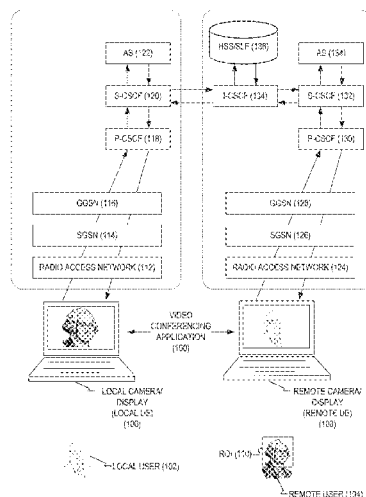 HSS/SLF (136)
AS (122)
AS (134)
S-CSCF (120)
I-CSCF (134)
S-CSCF (132)
P-CSCF (118)
P-CSCF (130)
GGSN (116)
GGSN (128)
SGSN (114)
SGSN (126)
RADIO ACCESS NETWORK (112)
RADIO ACCESS NETWORK (124)
VIDEO
CONFERENCING
APPLICATION
(150)
LOCAL CAMERA/
DISPLAY
(LOCAL UE)
(100)
REMOTE CAMERA/
DISPLAY
(REMOTE UE)
LOCAL USER (102)
ROI (110)
REMOTE USER (104)